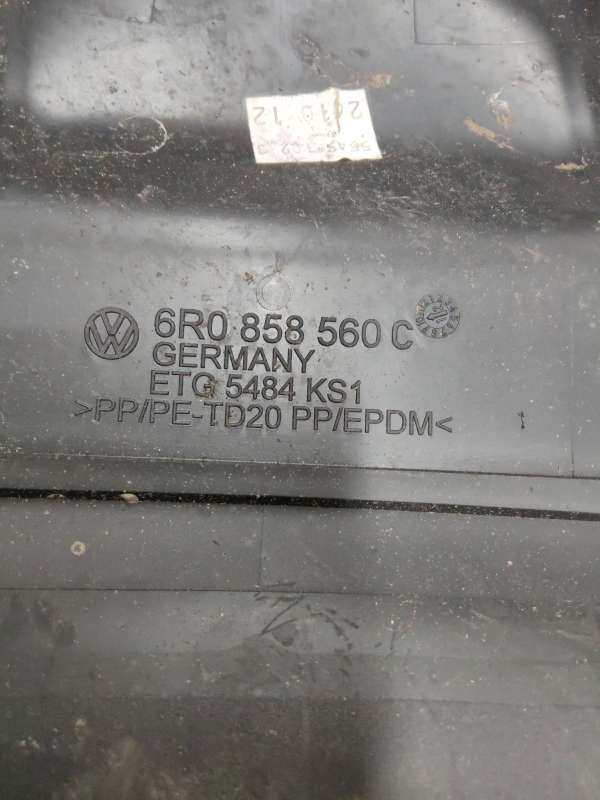 6R0 858 560 C
GERMANY
ETG 5484 KS1
>PP/PE-TD20 PP/EPDM<